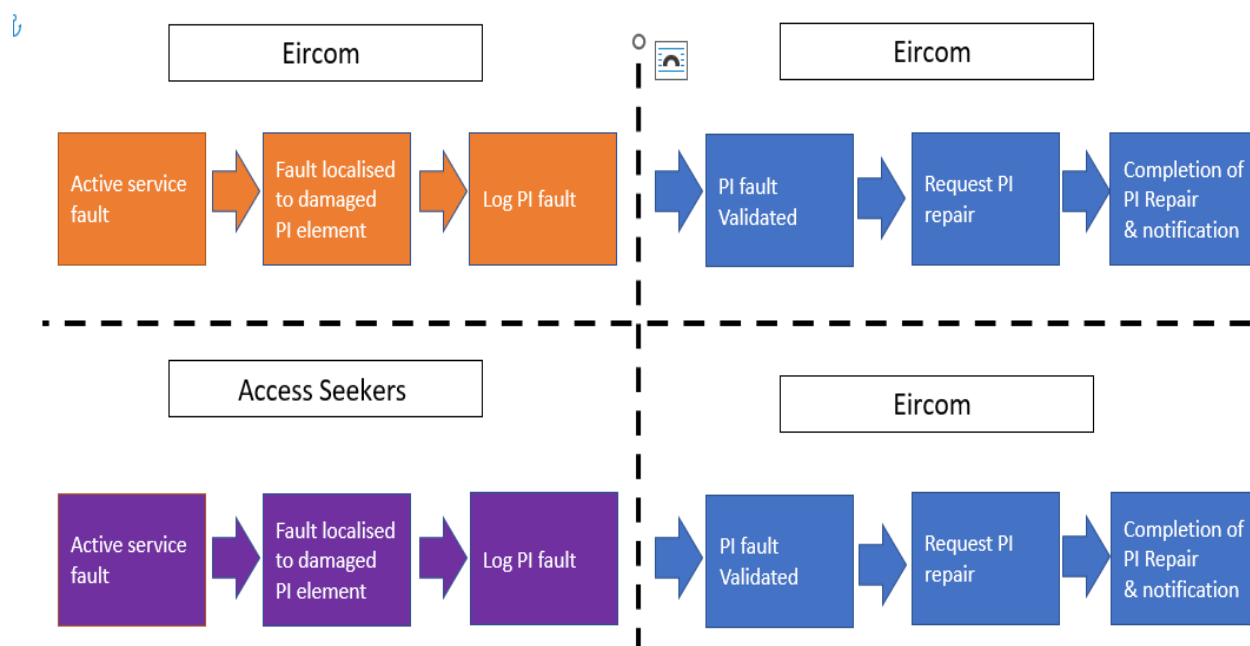 Eircom
Eircom
Active service
fault
Fault localised
to damaged
PI element
Log PI fault
PI fault
Validated
Request PI
repair
Completion of
PI Repair
& notification
Access Seekers
Eircom
Active service
fault
Fault localised
to damaged
PI element
Log PI fault
PI fault
Validated
Request PI
repair
Completion of
PI Repair
& notification